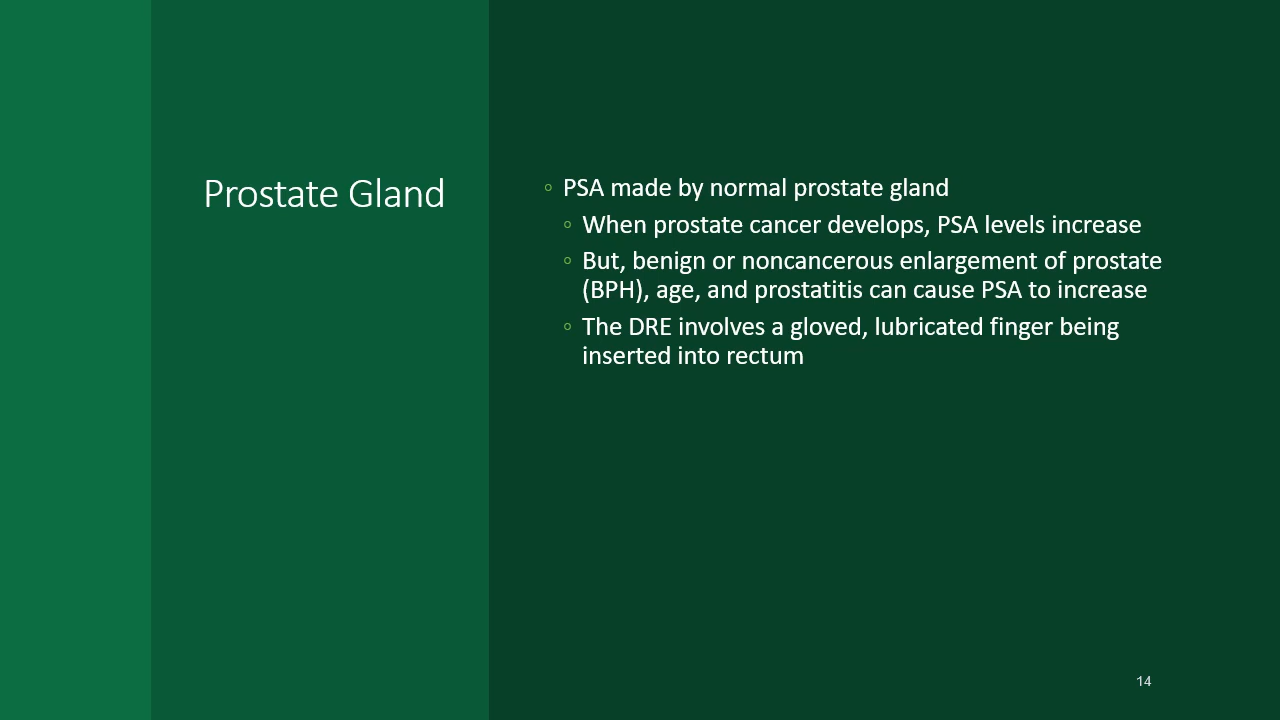 Prostate Gland
◦ PSA made by normal prostate gland
◦ When prostate cancer develops, PSA levels increase
◦ But, benign or noncancerous enlargement of prostate
(BPH), age, and prostatitis can cause PSA to increase
◦ The DRE involves a gloved, lubricated finger being
inserted into rectum
14